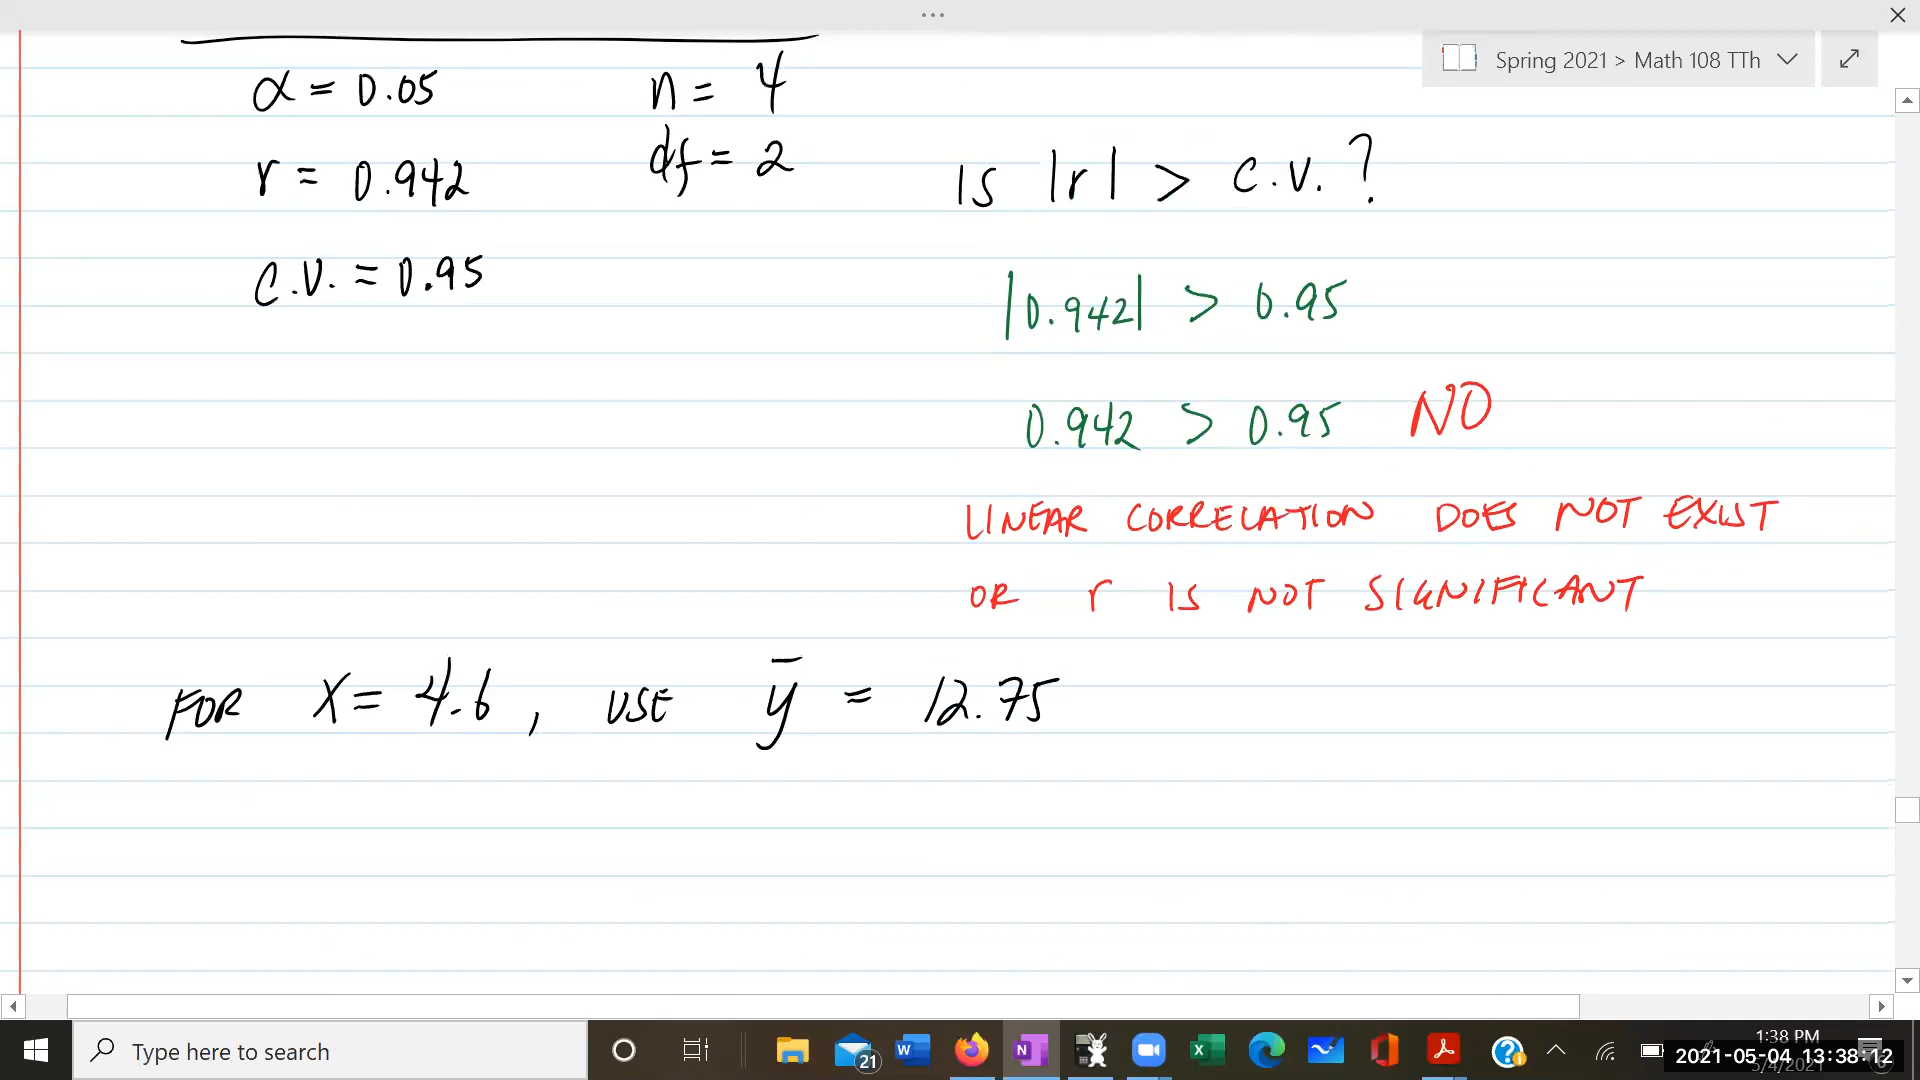 Spring 2021 > Math 108 TTh
α = 0.05
n = 4
df = 2
r = 0.942
C.V. = 0.95
IS |r| > C.V. ?
|0.942| > 0.95
0.942 > 0.95 NO
LINEAR CORRELATION DOES NOT EXIST
OR r IS NOT SIGNIFICANT
FOR X = 4.6 , USE y̅ = 12.75
Type here to search
21
1:38 PM
2021-05-04 13:38:12